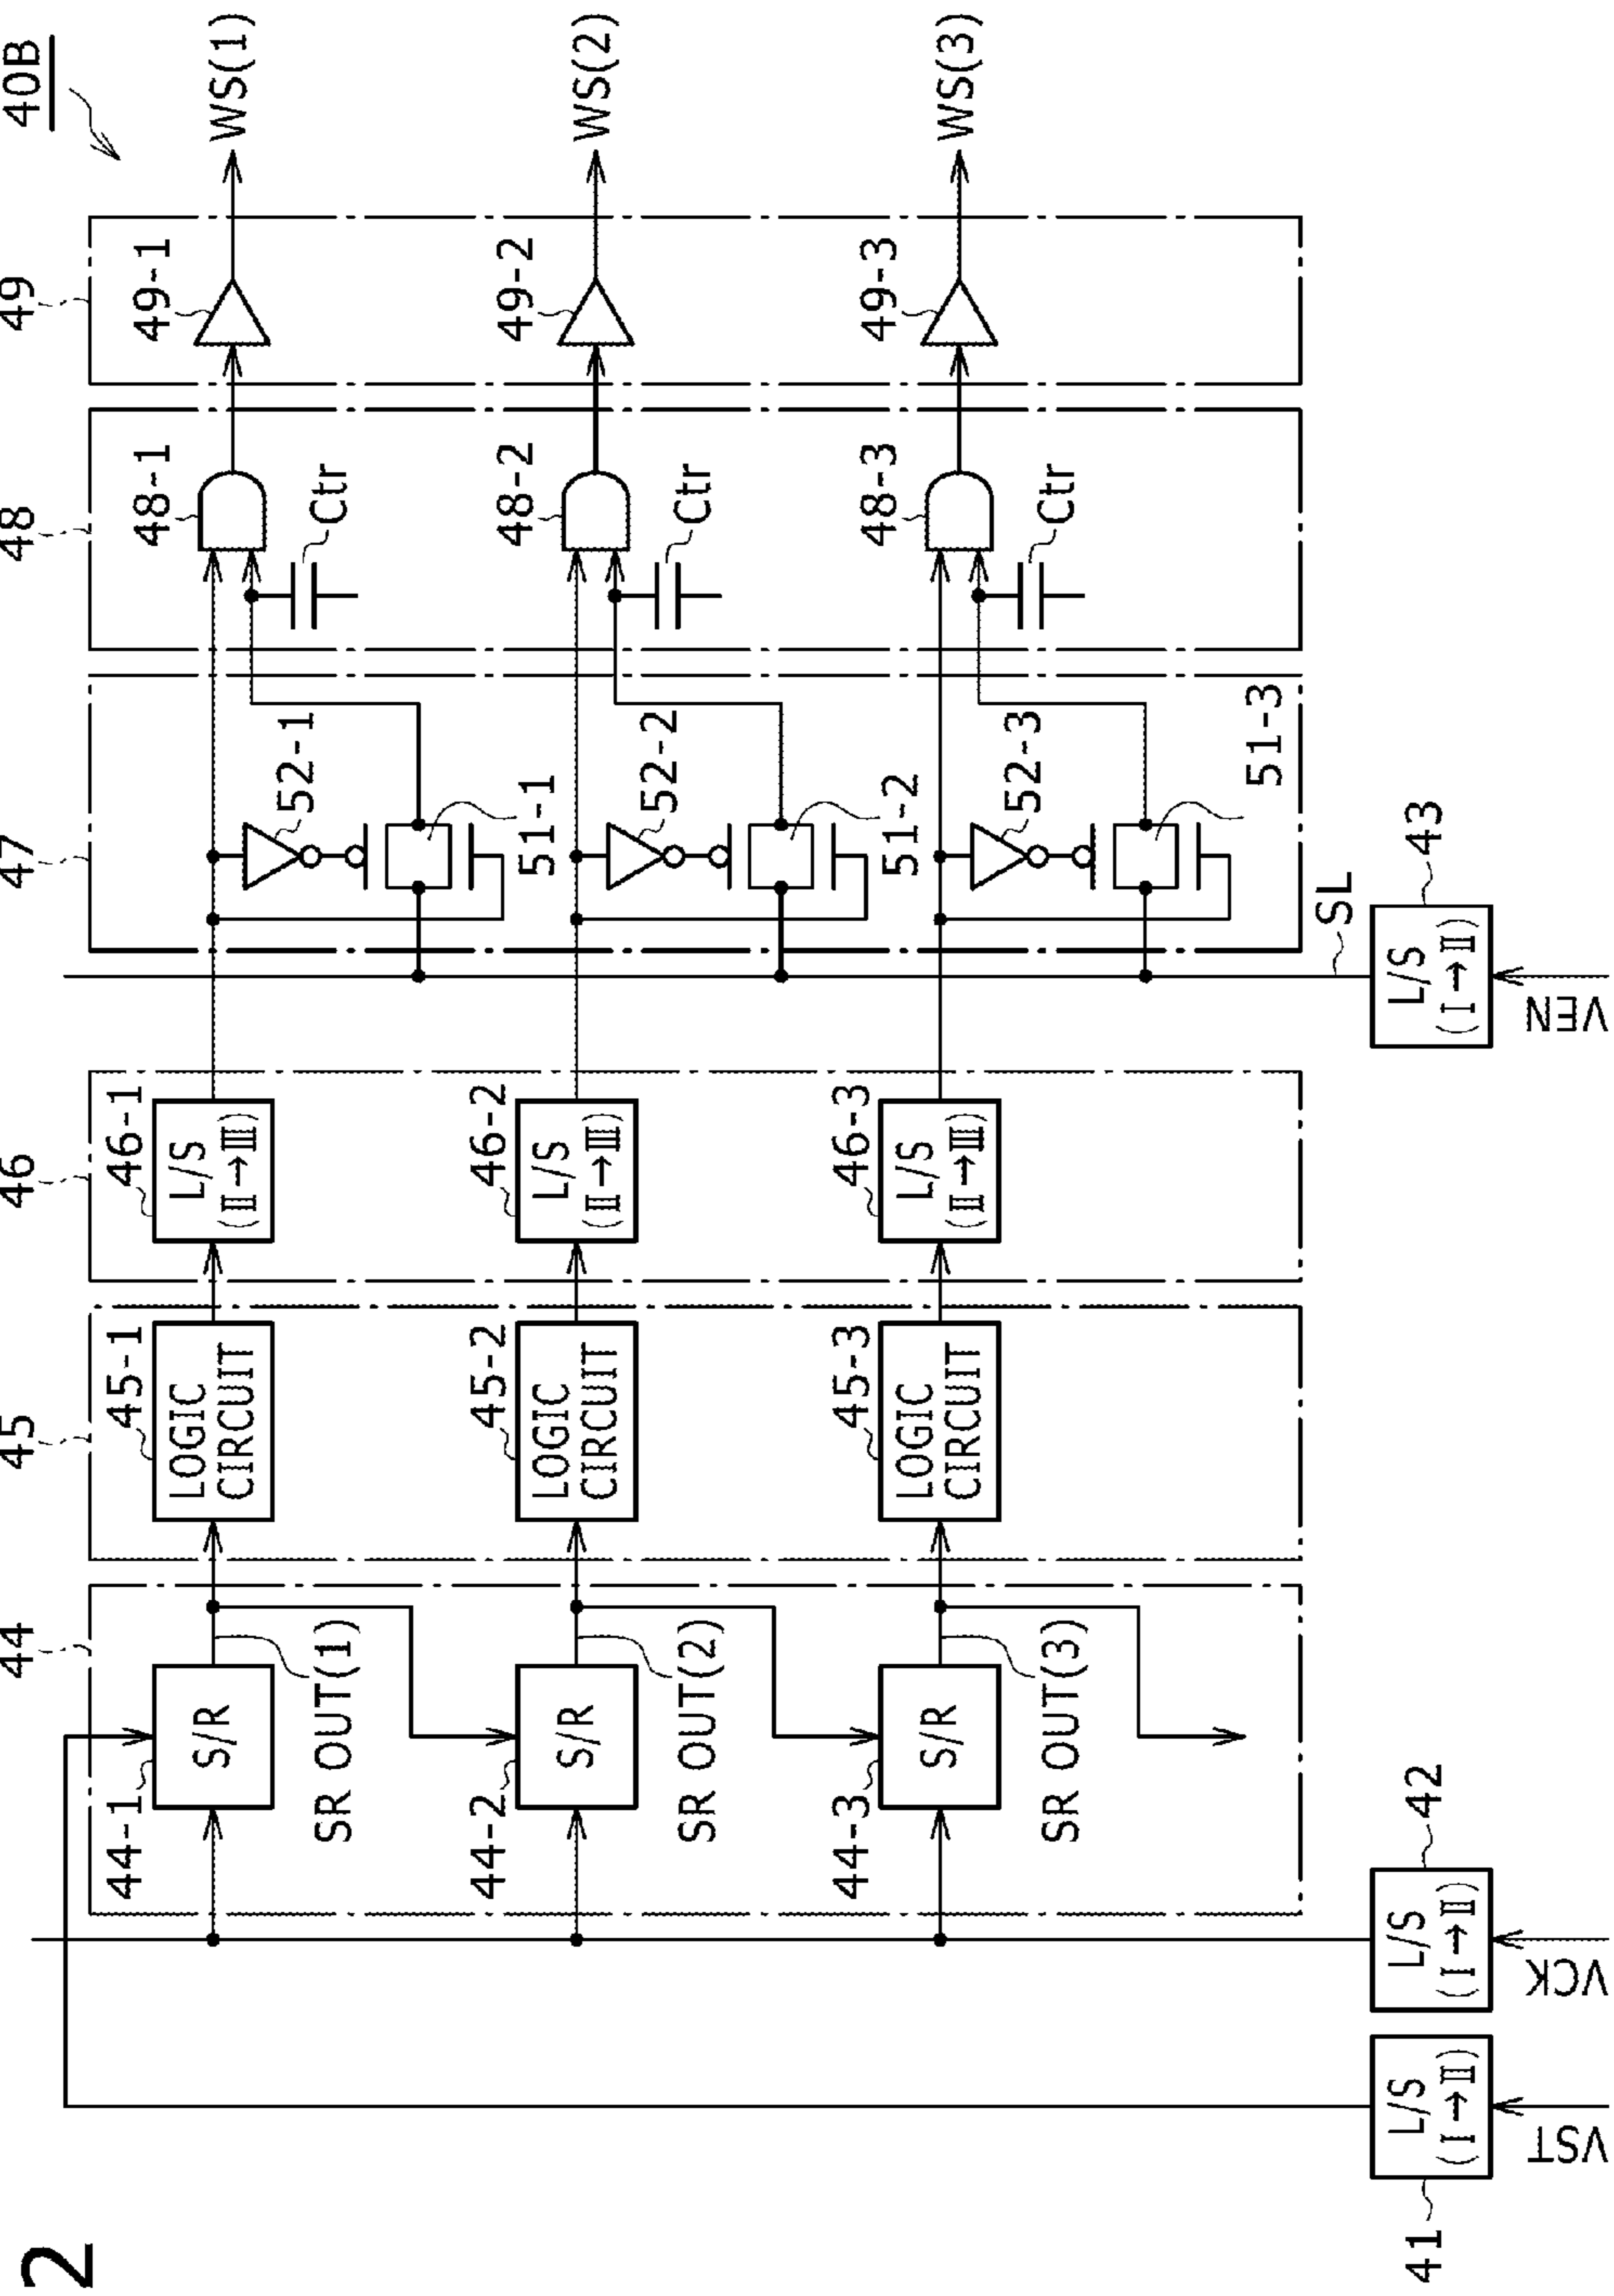 2
40B
44
45
46
47
48
49
44-1
S/R
SR OUT(1)
45-1
LOGIC
CIRCUIT
46-1
L/S
(II→III)
52-1
51-1
48-1
Ctr
49-1
WS(1)
44-2
S/R
SR OUT(2)
45-2
LOGIC
CIRCUIT
46-2
L/S
(II→III)
52-2
51-2
48-2
Ctr
49-2
WS(2)
44-3
S/R
SR OUT(3)
45-3
LOGIC
CIRCUIT
46-3
L/S
(II→III)
52-3
51-3
48-3
Ctr
49-3
WS(3)
41
L/S
(I→II)
VST
42
L/S
(I→II)
VCK
SL
43
L/S
(I→II)
VEN